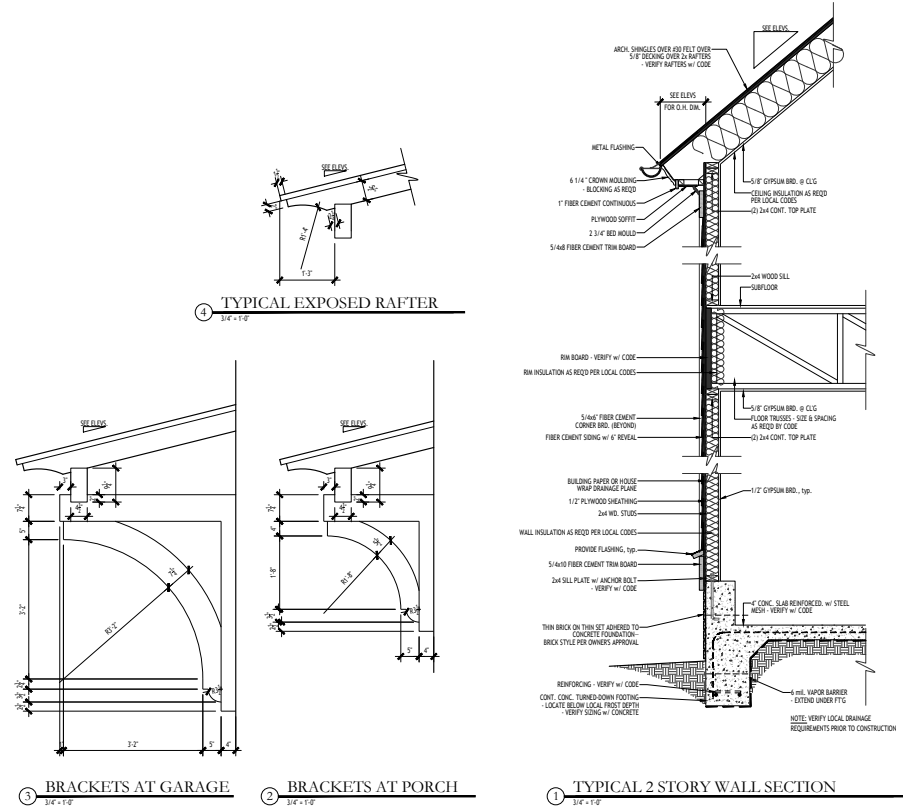 SEE ELEVS.
ARCH. SHINGLES OVER #30 FELT OVER
5/8" DECKING OVER 2x RAFTERS
- VERIFY RAFTERS w/ CODE
SEE ELEVS
FOR O.H. DIM.
METAL FLASHING
6 1/4" CROWN MOULDING
- BLOCKING AS REQ'D
1" FIBER CEMENT CONTINUOUS
PLYWOOD SOFFIT
2 3/4" BED MOULD
5/4x8 FIBER CEMENT TRIM BOARD
5/8" GYPSUM BRD. @ CL'G
CEILING INSULATION AS REQ'D
PER LOCAL CODES
(2) 2x4 CONT. TOP PLATE
2x4 WOOD SILL
SUBFLOOR
RIM BOARD - VERIFY w/ CODE
RIM INSULATION AS REQ'D PER LOCAL CODES
5/8" GYPSUM BRD. @ CL'G
FLOOR TRUSSES - SIZE & SPACING
AS REQ'D BY CODE
(2) 2x4 CONT. TOP PLATE
5/4x6" FIBER CEMENT
CORNER BRD. (BEYOND)
FIBER CEMENT SIDING w/ 6" REVEAL
BUILDING PAPER OR HOUSE
WRAP DRAINAGE PLANE
1/2" PLYWOOD SHEATHING
2x4 WD. STUDS
1/2" GYPSUM BRD., typ.
WALL INSULATION AS REQ'D PER LOCAL CODES
PROVIDE FLASHING, typ.
5/4x10 FIBER CEMENT TRIM BOARD
2x4 SILL PLATE w/ ANCHOR BOLT
- VERIFY w/ CODE
4" CONC. SLAB REINFORCED. w/ STEEL
MESH - VERIFY w/ CODE
THIN BRICK ON THIN SET ADHERED TO
CONCRETE FOUNDATION--
BRICK STYLE PER OWNER'S APPROVAL
REINFORCING - VERIFY w/ CODE
CONT. CONC. TURNED-DOWN FOOTING
- LOCATE BELOW LOCAL FROST DEPTH
- VERIFY SIZING w/ CONCRETE
6 mil. VAPOR BARRIER
- EXTEND UNDER FT'G
NOTE: VERIFY LOCAL DRAINAGE
REQUIREMENTS PRIOR TO CONSTRUCTION
1 TYPICAL 2 STORY WALL SECTION
3/4" = 1'-0"
SEE ELEVS.
R1'-4
1'-3"
4 TYPICAL EXPOSED RAFTER
3/4" = 1'-0"
SEE ELEVS.
5"
3'-2"
R3'-2"
3'-2"
5"
4"
3 BRACKETS AT GARAGE
3/4" = 1'-0"
SEE ELEVS.
4"
1'-8"
R1'-8"
5"
4"
2 BRACKETS AT PORCH
3/4" = 1'-0"